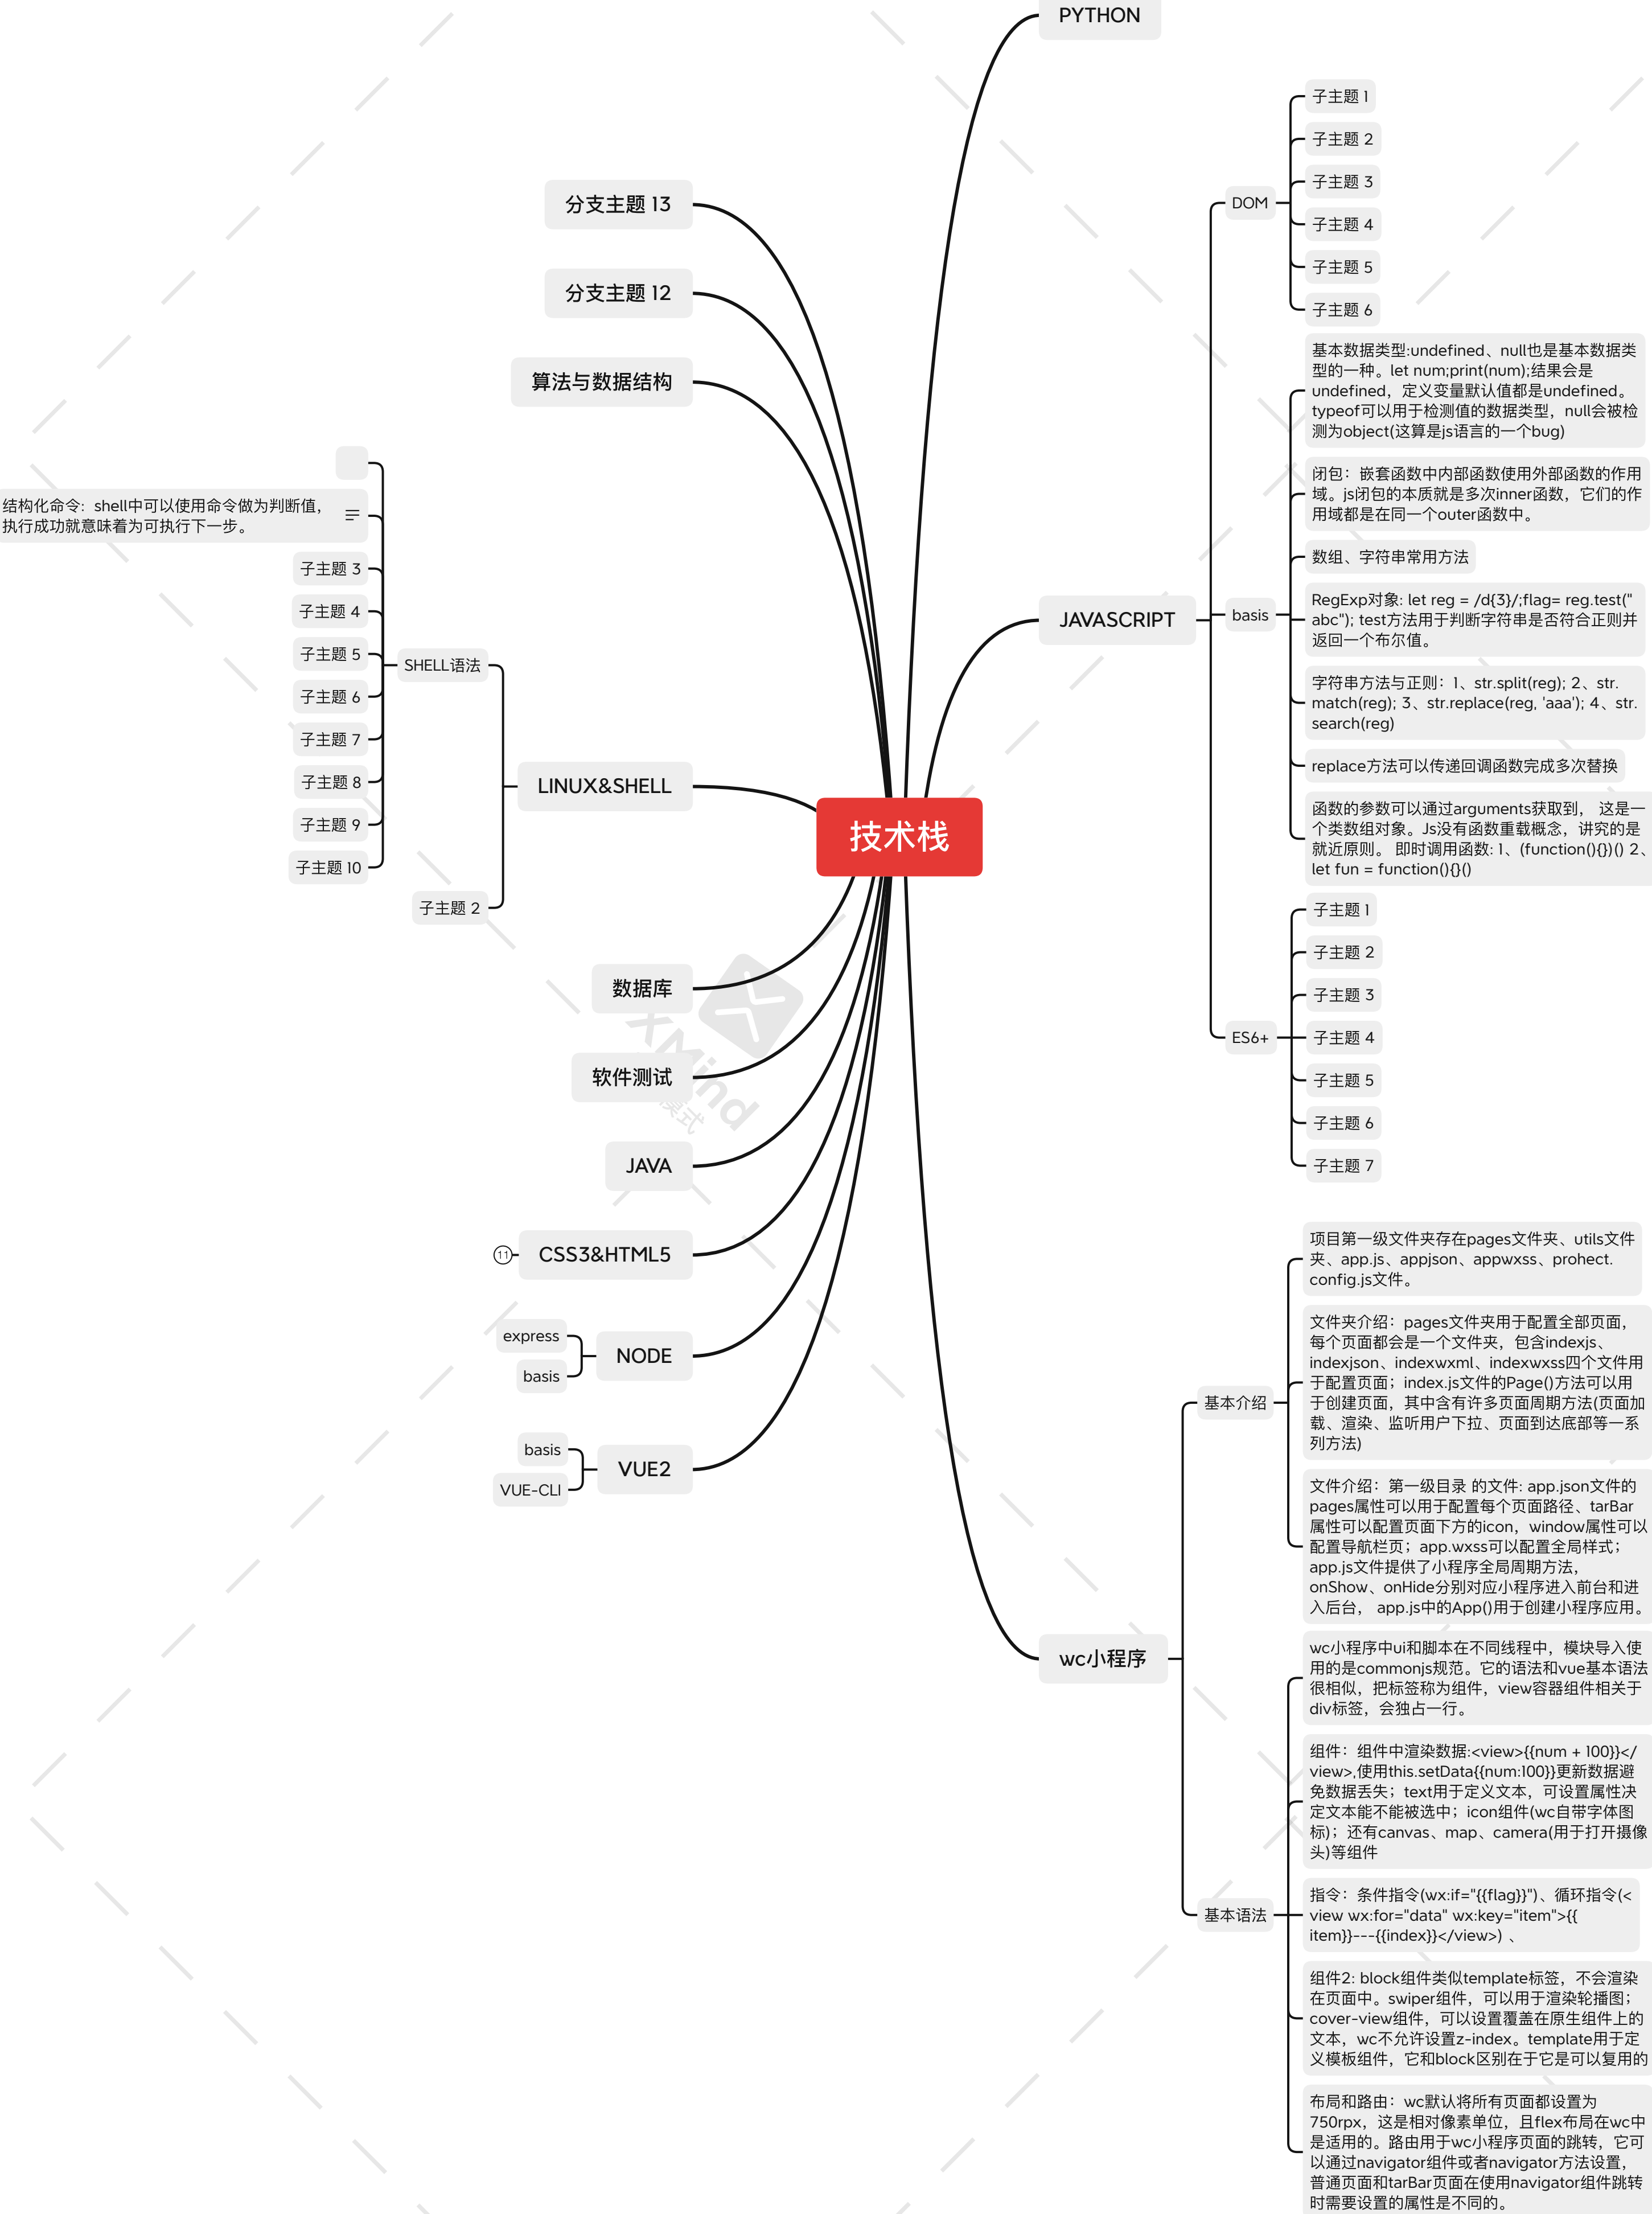 PYTHON
子主题 1
子主题 2
子主题 3
DOM
子主题 4
子主题 5
子主题 6
基本数据类型:undefined、null也是基本数据类
型的一种。let num;print(num);结果会是
undefined，定义变量默认值都是undefined。
typeof可以用于检测值的数据类型，null会被检
测为object(这算是js语言的一个bug)
闭包：嵌套函数中内部函数使用外部函数的作用
域。js闭包的本质就是多次inner函数，它们的作
用域都是在同一个outer函数中。
数组、字符串常用方法
JAVASCRIPT
basis
RegExp对象: let reg = /d{3}/;flag= reg.test("
abc"); test方法用于判断字符串是否符合正则并
返回一个布尔值。
字符串方法与正则：1、str.split(reg); 2、str.
match(reg); 3、str.replace(reg, 'aaa'); 4、str.
search(reg)
replace方法可以传递回调函数完成多次替换
函数的参数可以通过arguments获取到， 这是一
个类数组对象。Js没有函数重载概念，讲究的是
就近原则。 即时调用函数: 1、(function(){})() 2、
let fun = function(){}()
子主题 1
子主题 2
子主题 3
ES6+
子主题 4
子主题 5
子主题 6
子主题 7
分支主题 13
分支主题 12
算法与数据结构
结构化命令：shell中可以使用命令做为判断值，
执行成功就意味着为可执行下一步。
子主题 3
子主题 4
子主题 5
SHELL语法
子主题 6
子主题 7
子主题 8
子主题 9
子主题 10
LINUX&SHELL
子主题 2
技术栈
数据库
软件测试
XMind
模式
JAVA
11
CSS3&HTML5
express
basis
NODE
basis
VUE-CLI
VUE2
wc小程序
基本介绍
项目第一级文件夹存在pages文件夹、utils文件
夹、app.js、appjson、appwxss、prohect.
config.js文件。
文件夹介绍：pages文件夹用于配置全部页面，
每个页面都会是一个文件夹，包含indexjs、
indexjson、indexwxml、indexwxss四个文件用
于配置页面；index.js文件的Page()方法可以用
于创建页面，其中含有许多页面周期方法(页面加
载、渲染、监听用户下拉、页面到达底部等一系
列方法)
文件介绍：第一级目录 的文件: app.json文件的
pages属性可以用于配置每个页面路径、tarBar
属性可以配置页面下方的icon，window属性可以
配置导航栏页；app.wxss可以配置全局样式；
app.js文件提供了小程序全局周期方法，
onShow、onHide分别对应小程序进入前台和进
入后台， app.js中的App()用于创建小程序应用。
基本语法
wc小程序中ui和脚本在不同线程中，模块导入使
用的是commonjs规范。它的语法和vue基本语法
很相似，把标签称为组件，view容器组件相关于
div标签，会独占一行。
组件：组件中渲染数据:<view>{{num + 100}}</
view>,使用this.setData{{num:100}}更新数据避
免数据丢失；text用于定义文本，可设置属性决
定文本能不能被选中；icon组件(wc自带字体图
标)；还有canvas、map、camera(用于打开摄像
头)等组件
指令：条件指令(wx:if="{{flag}}")、循环指令(<
view wx:for="data" wx:key="item">{{
item}}---{{index}}</view>) 、
组件2: block组件类似template标签，不会渲染
在页面中。swiper组件，可以用于渲染轮播图；
cover-view组件，可以设置覆盖在原生组件上的
文本，wc不允许设置z-index。template用于定
义模板组件，它和block区别在于它是可以复用的
布局和路由：wc默认将所有页面都设置为
750rpx，这是相对像素单位，且flex布局在wc中
是适用的。路由用于wc小程序页面的跳转，它可
以通过navigator组件或者navigator方法设置，
普通页面和tarBar页面在使用navigator组件跳转
时需要设置的属性是不同的。